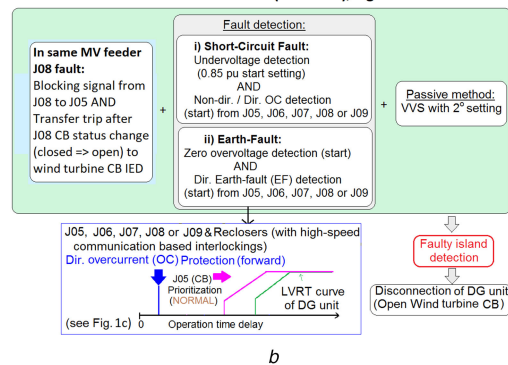 Fault detection:
In same MV feeder
J08 fault:
Blocking signal from
J08 to J05 AND
Transfer trip after
J08 CB status change
(closed => open) to
wind turbine CB IED
+
i) Short-Circuit Fault:
Undervoltage detection
(0.85 pu start setting)
AND
Non-dir. / Dir. OC detection
(start) from J05, J06, J07, J08 or J09
ii) Earth-Fault:
Zero overvoltage detection (start)
AND
Dir. Earth-fault (EF) detection
(start) from J05, J06, J07, J08 or J09
+
Passive method:
VVS with 2º setting
J05, J06, J07, J08 or J09 & Reclosers (with high-speed
communication based interlockings)
Dir. overcurrent (OC) Protection (forward)
J05 (CB)
Prioritization
(NORMAL)
LVRT curve
of DG unit
(see Fig. 1c)
0
Operation time delay
Faulty island
detection
Disconnection of DG unit
(Open Wind turbine CB)
b